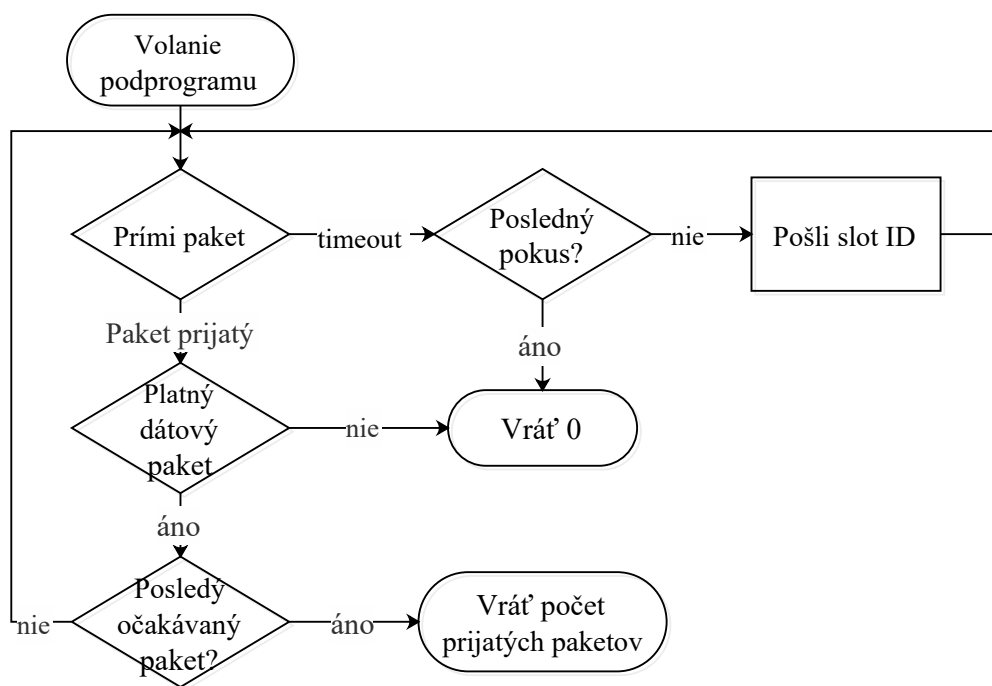 Volanie
podprogramu
Prími paket
timeout
Posledný
pokus?
nie
Pošli slot ID
Paket prijatý
áno
Platný
dátový
paket
nie
Vráť 0
áno
Posledý
očakávaný
paket?
nie
áno
Vráť počet
prijatých paketov